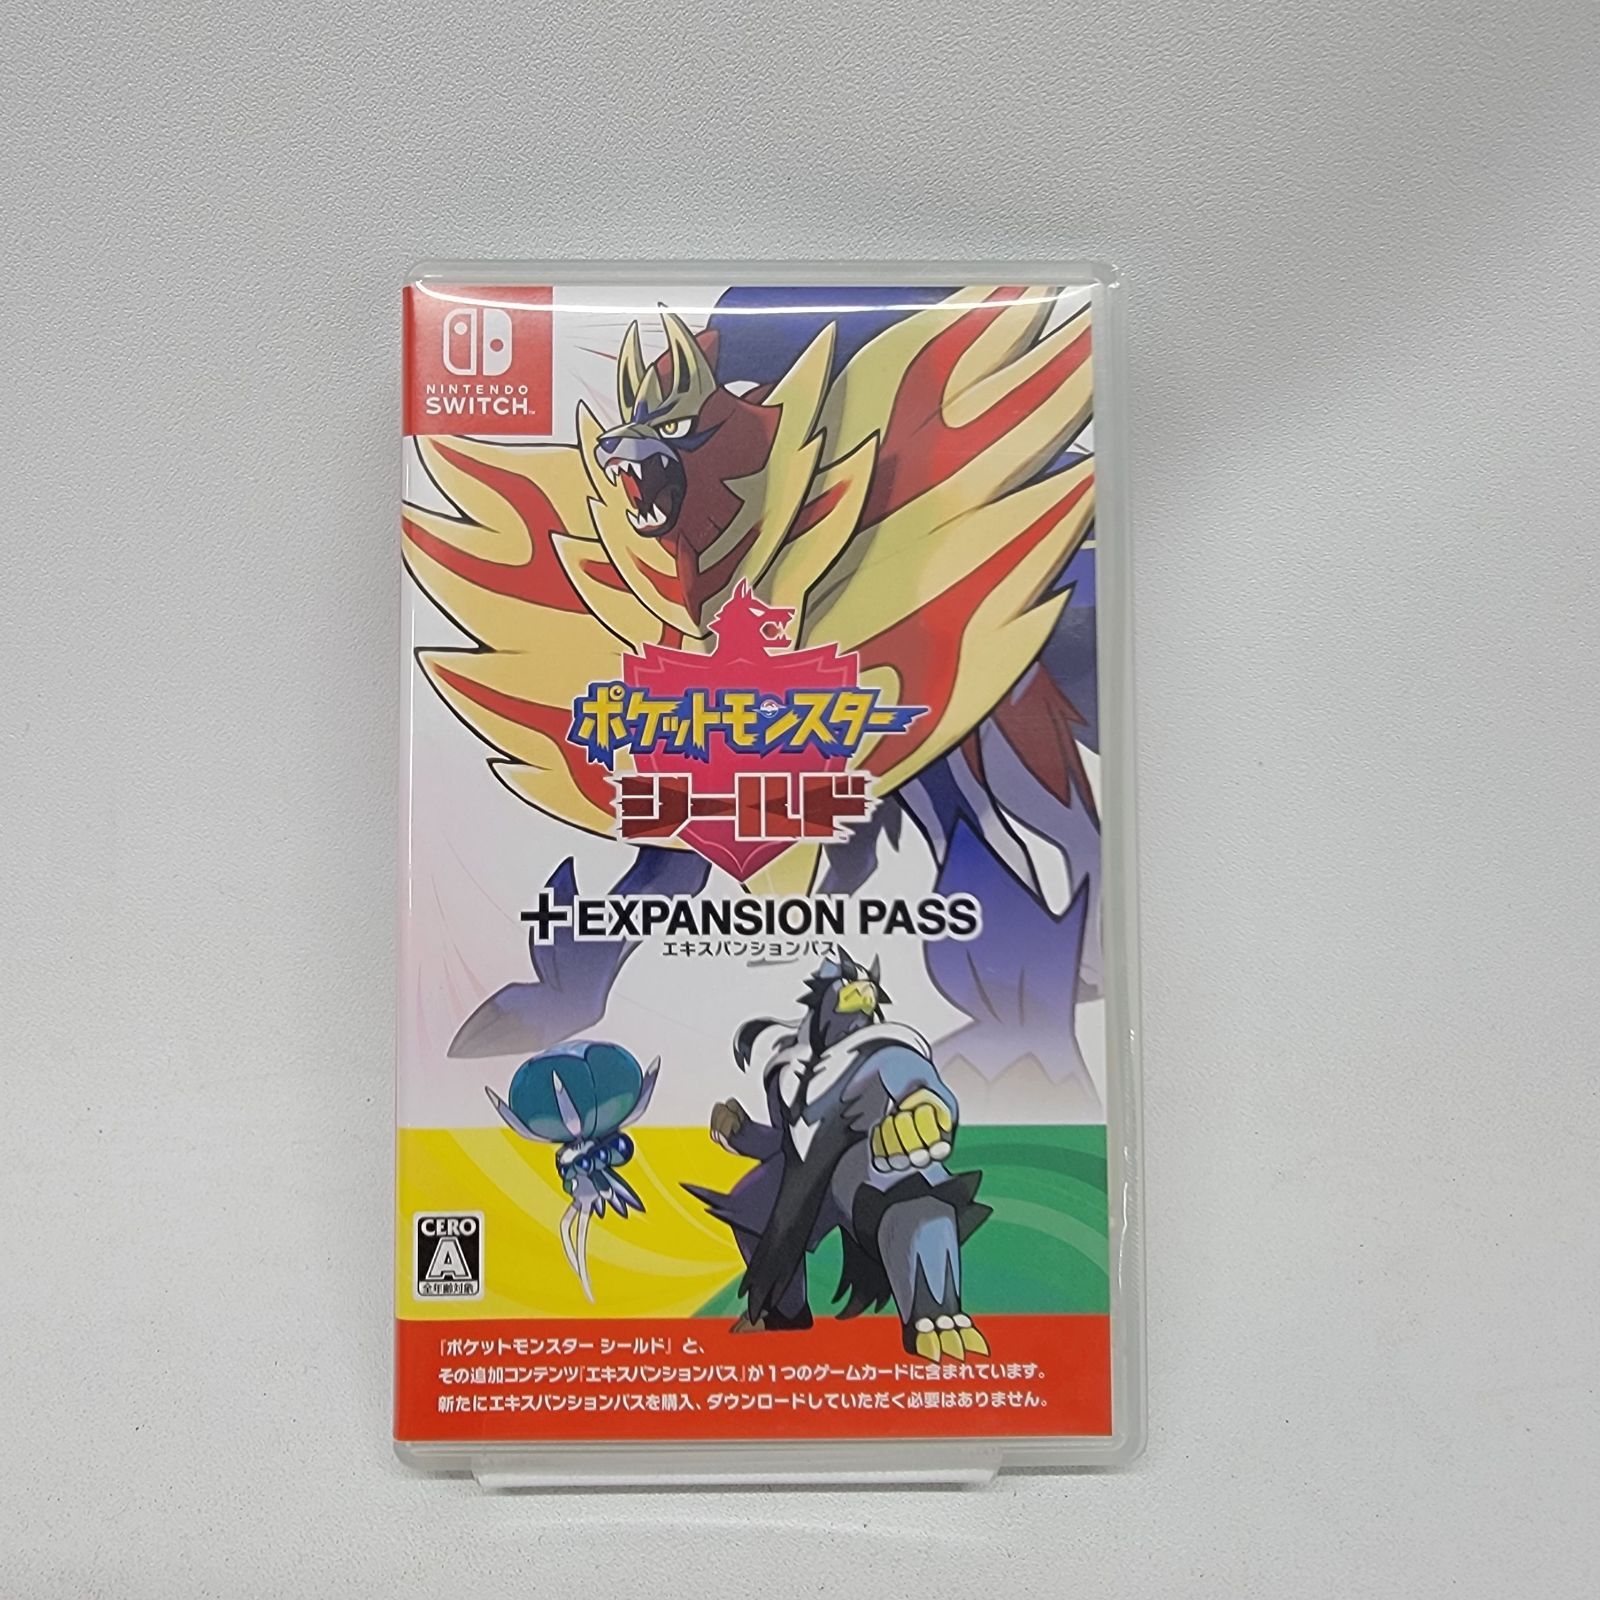 NINTENDO
SWITCH™
ポケットモンスター
シールド
+EXPANSION PASS
エキスパンションパス
CERO
A
全年齢対象
『ポケットモンスター シールド』と、
その追加コンテンツ『エキスパンションパス』が1つのゲームカードに含まれています。
新たにエキスパンションパスを購入、ダウンロードしていただく必要はありません。